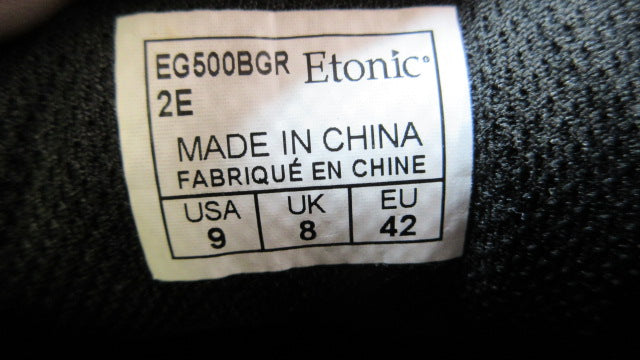 EG500BGR Etonic®
2E
MADE IN CHINA
FABRIQUÉ EN CHINE
USA UK EU
9 8 42